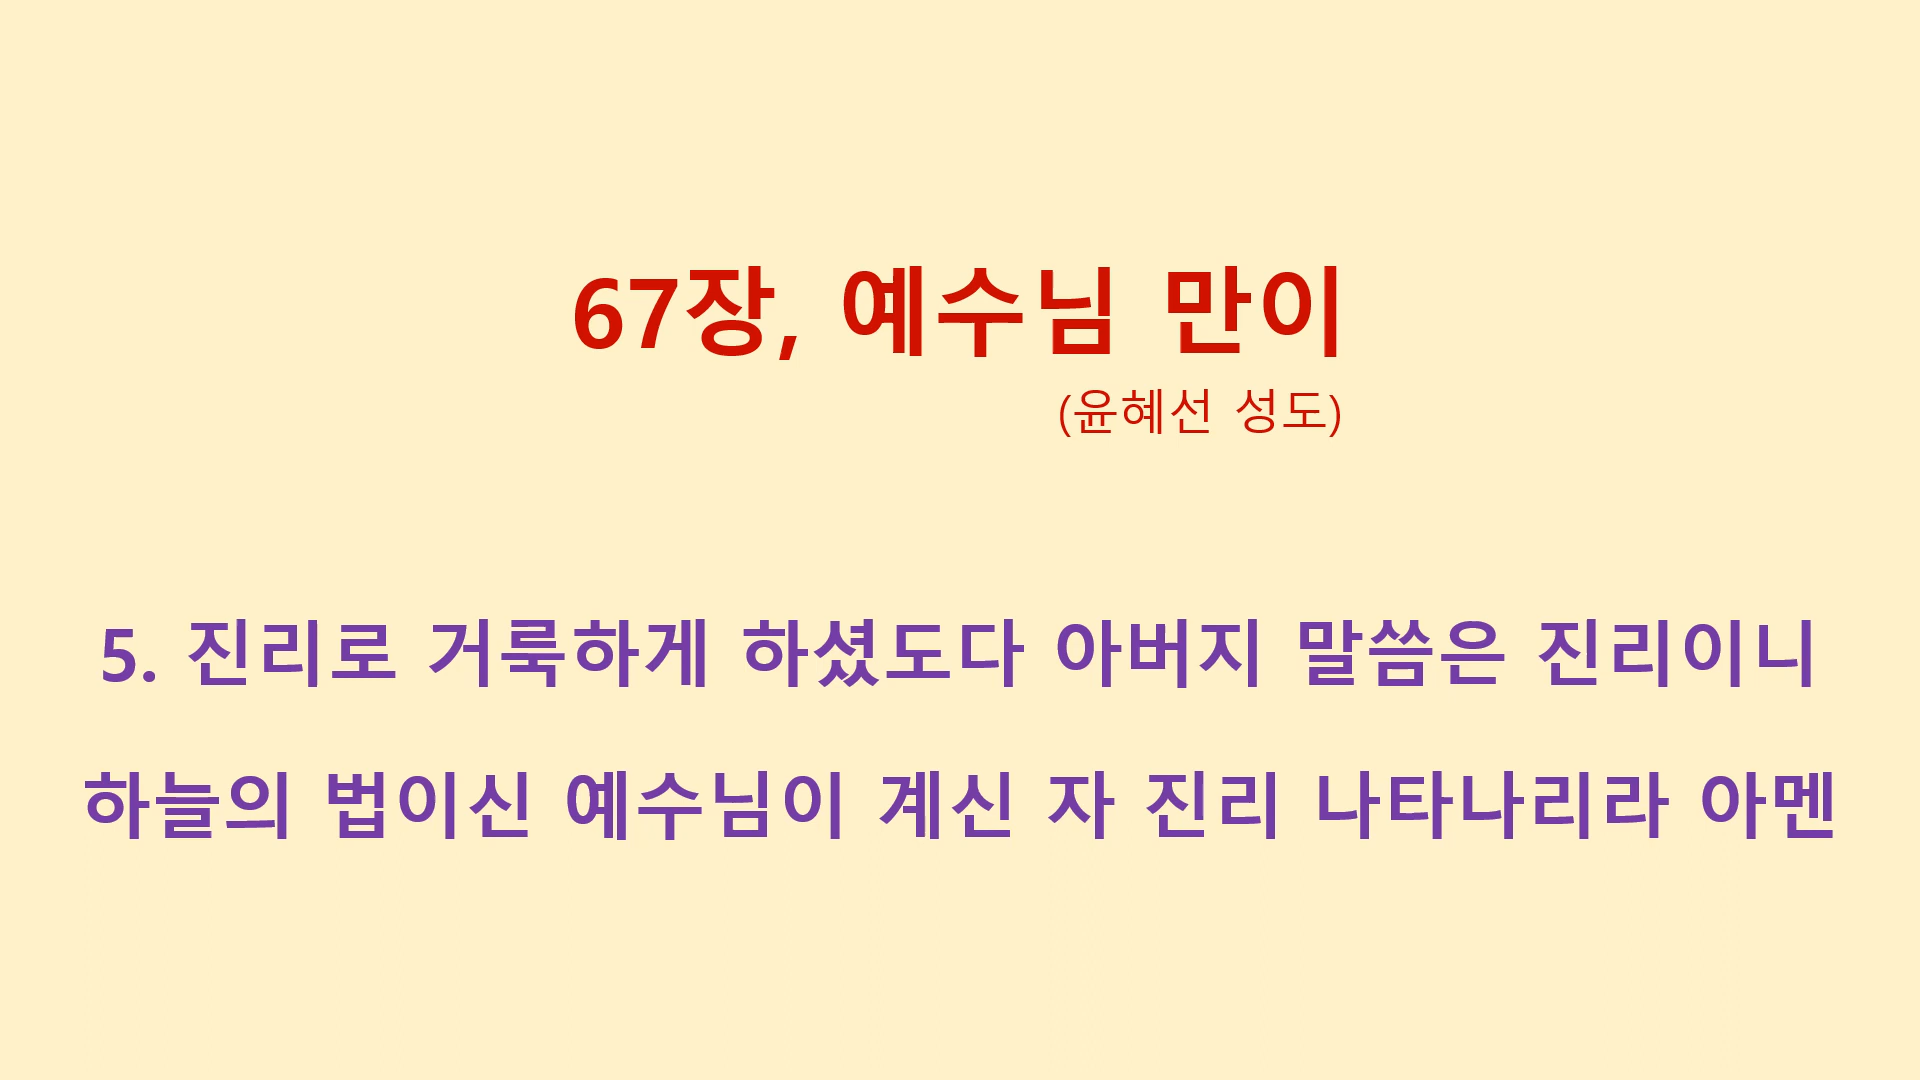 67장, 예수님 만이
(윤혜선 성도)
5. 진리로 거룩하게 하셨도다 아버지 말씀은 진리이니
하늘의 법이신 예수님이 계신 자 진리 나타나리라 아멘